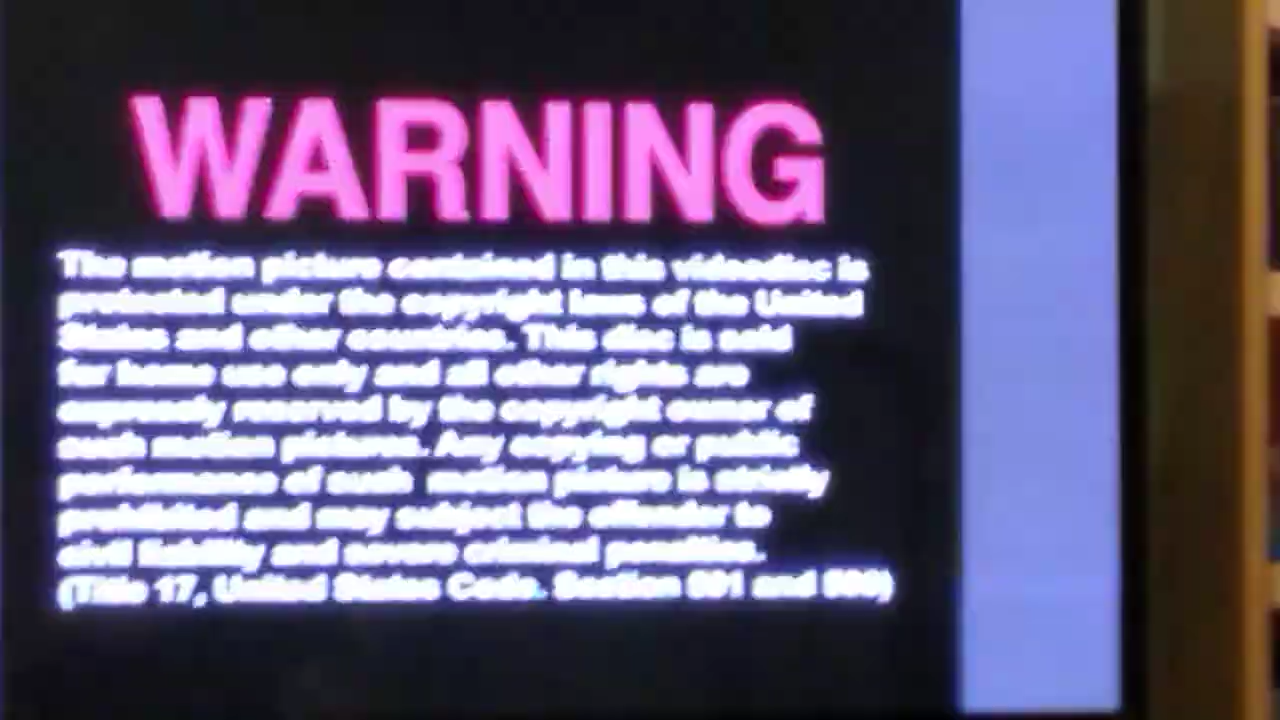 WARNING
The motion picture contained in this videodisc is
protected under the copyright laws of the United
States and other countries. This disc is sold
for home use only and all other rights are
expressly reserved by the copyright owner of
such motion pictures. Any copying or public
performance of such motion picture is strictly
prohibited and may subject the offender to
civil liability and severe criminal penalties.
(Title 17, United States Code. Section and